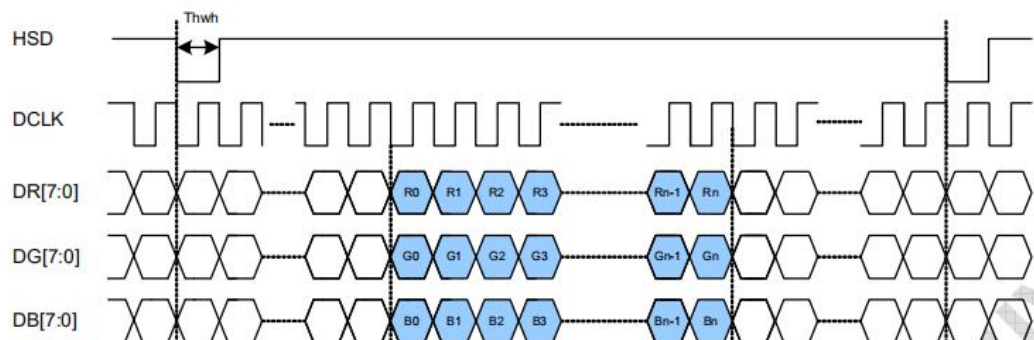 Thwh
HSD
DCLK
DR[7:0] R0 R1 R2 R3 Rn-1 Rn
DG[7:0] G0 G1 G2 G3 Gn-1 Gn
DB[7:0] B0 B1 B2 B3 Bn-1 Bn